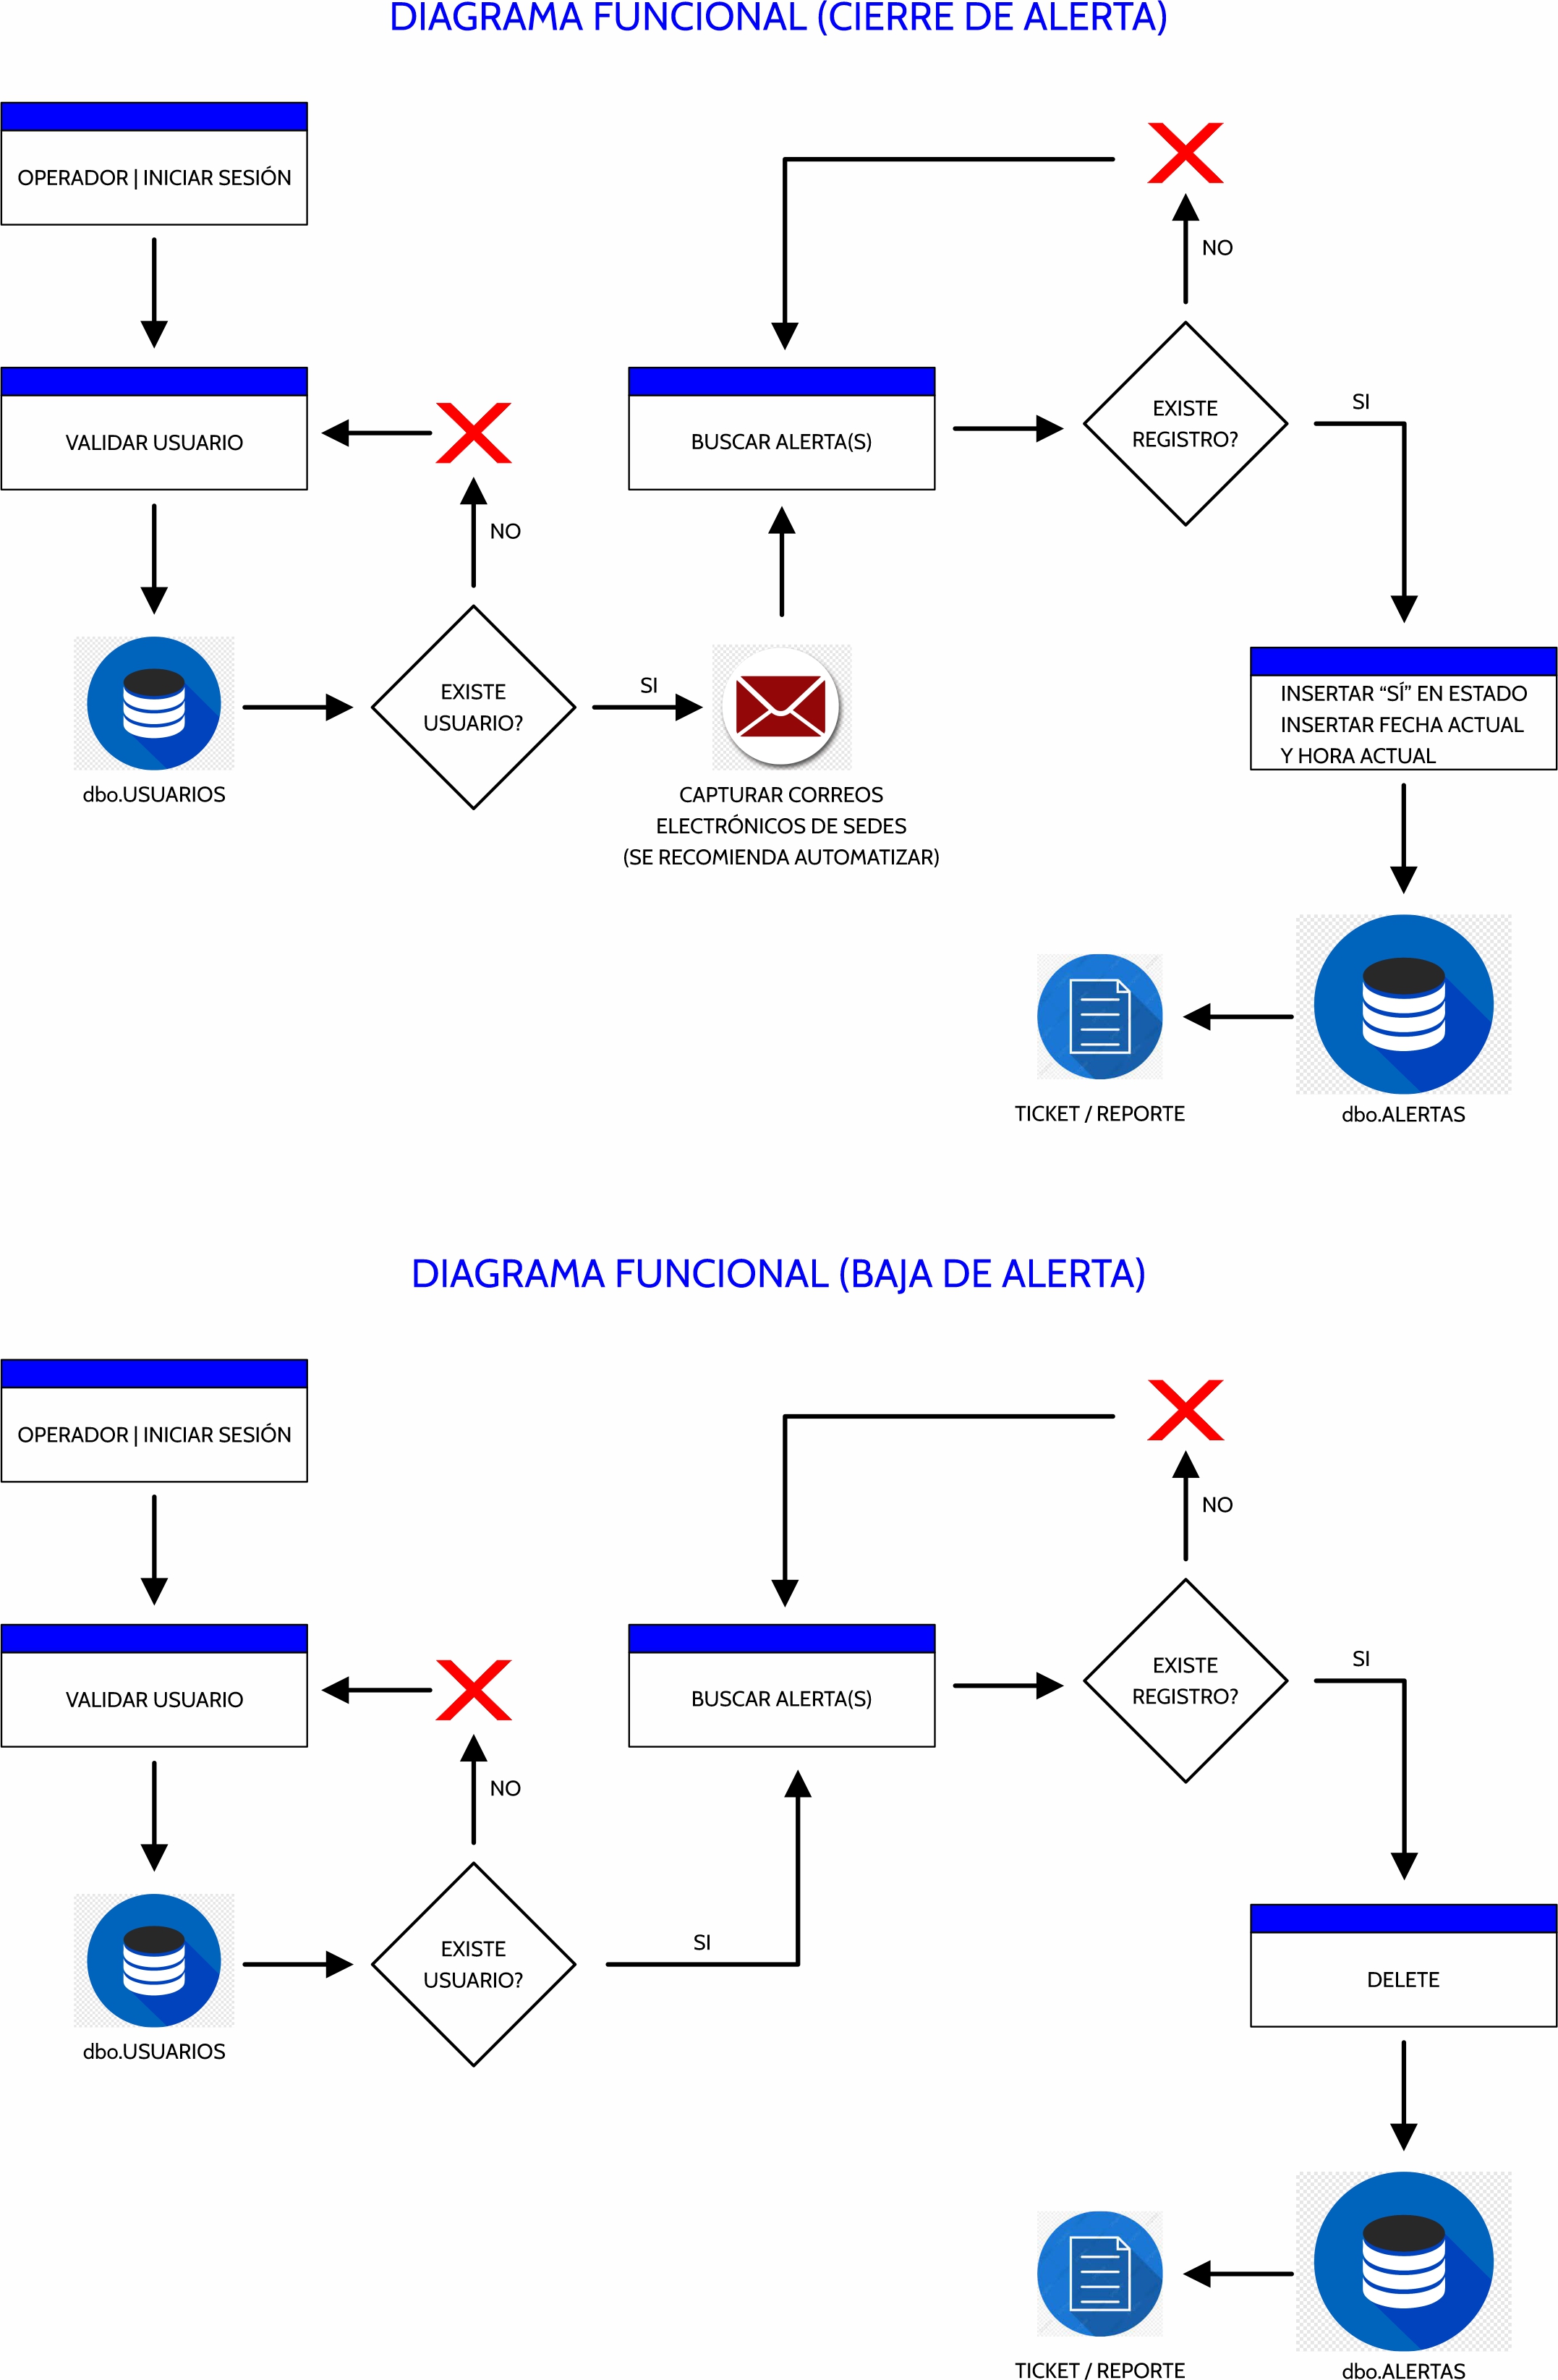 DIAGRAMA FUNCIONAL (CIERRE DE ALERTA)
OPERADOR | INICIAR SESIÓN
NO
VALIDAR USUARIO
BUSCAR ALERTA(S)
EXISTE
REGISTRO?
SI
NO
EXISTE
USUARIO?
SI
INSERTAR “SÍ” EN ESTADO
INSERTAR FECHA ACTUAL
Y HORA ACTUAL
dbo.USUARIOS
CAPTURAR CORREOS
ELECTRÓNICOS DE SEDES
(SE RECOMIENDA AUTOMATIZAR)
TICKET / REPORTE
dbo.ALERTAS
DIAGRAMA FUNCIONAL (BAJA DE ALERTA)
OPERADOR | INICIAR SESIÓN
NO
VALIDAR USUARIO
BUSCAR ALERTA(S)
EXISTE
REGISTRO?
SI
NO
EXISTE
USUARIO?
SI
DELETE
dbo.USUARIOS
TICKET / REPORTE
dbo.ALERTAS